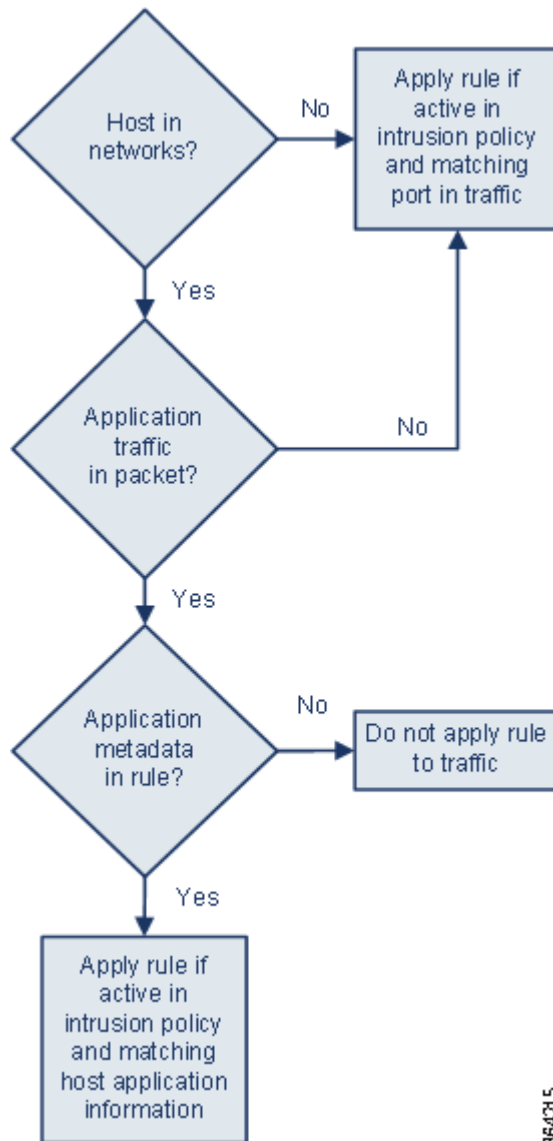 Host in
networks?
No
Apply rule if
active in
intrusion policy
and matching
port in traffic
Yes
Application
traffic
in packet?
No
Yes
Application
metadata
in rule?
No
Do not apply rule
to traffic
Yes
Apply rule if
active in
intrusion policy
and matching
host application
information